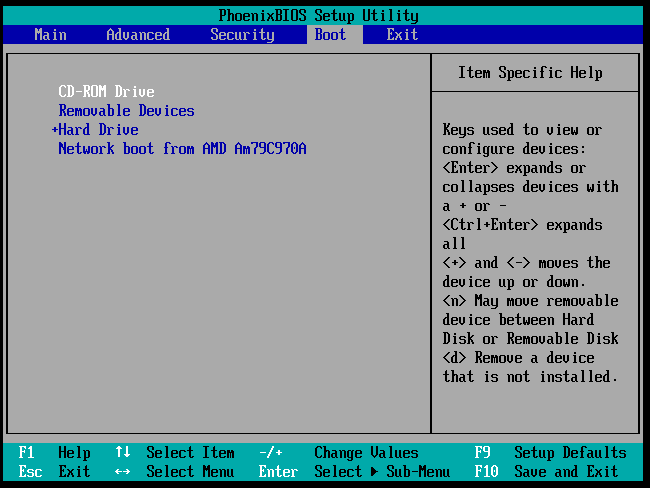 PhoenixBIOS Setup Utility
Main Advanced Security Boot Exit
CD-ROM Drive
Removable Devices
+Hard Drive
Network boot from AMD Am79C970A
Item Specific Help
Keys used to view or
configure devices:
<Enter> expands or
collapses devices with
a + or -
<Ctrl+Enter> expands
all
<+> and <-> moves the
device up or down.
<n> May move removable
device between Hard
Disk or Removable Disk
<d> Remove a device
that is not installed.
F1 Help ↑↓ Select Item -/+ Change Values F9 Setup Defaults
Esc Exit ↔ Select Menu Enter Select ▶ Sub-Menu F10 Save and Exit